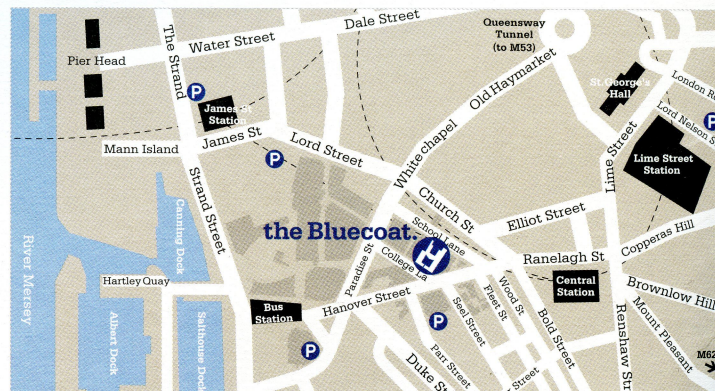 Dale Street
Queensway
Tunnel
(to M53)
Water Street
The Strand
Pier Head
St George's
Hall
London Ro
Old Haymarket
P
James St
Station
Lord Nelson S
P
Mann Island
James St
Lord Street
P
Whitechapel
Lime Street
Lime Street
Station
Strand Street
Canning Dock
Church St
Elliot Street
the Bluecoat.
School Lane
College La
Ranelagh St
Copperas Hill
River Mersey
Hartley Quay
Paradise St
Central
Station
Brownlow Hill
Bus
Station
Hanover Street
Wood St
Fleet St
Seel Street
Bold Street
Renshaw S
Mount Pleasant
Albert Dock
Salthouse Dock
P
P
Parr Street
Duke St
Street
M62